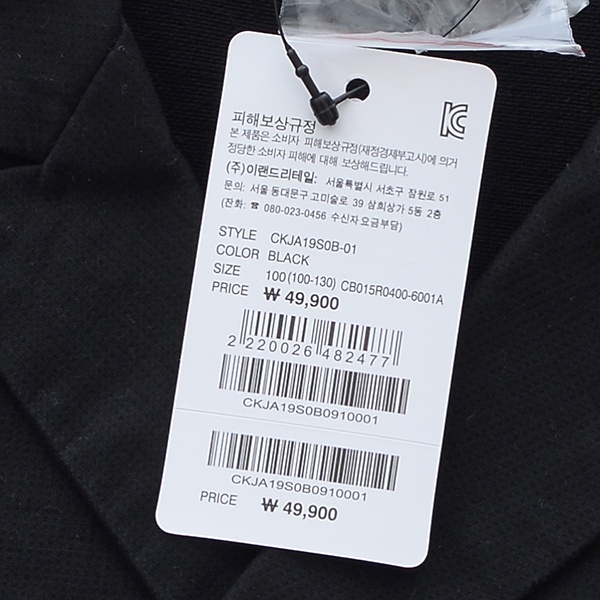 피해보상규정
본 제품은 소비자 피해보상규정(재정경제부고시)에 의거
정당한 소비자 피해에 대해 보상해드립니다.
(주)이랜드리테일: 서울특별시 서초구 잠원로 51
문의: 서울 동대문구 고미술로 39 삼희상가 5동 2층
(전화: ☎ 080-023-0456 수신자 요금부담)
STYLE CKJA19S0B-01
COLOR BLACK
SIZE 100 (100-130) CB015R0400-6001A
PRICE ₩ 49,900
2 220026 482477
CKJA19S0B0910001
CKJA19S0B0910001
PRICE ₩ 49,900